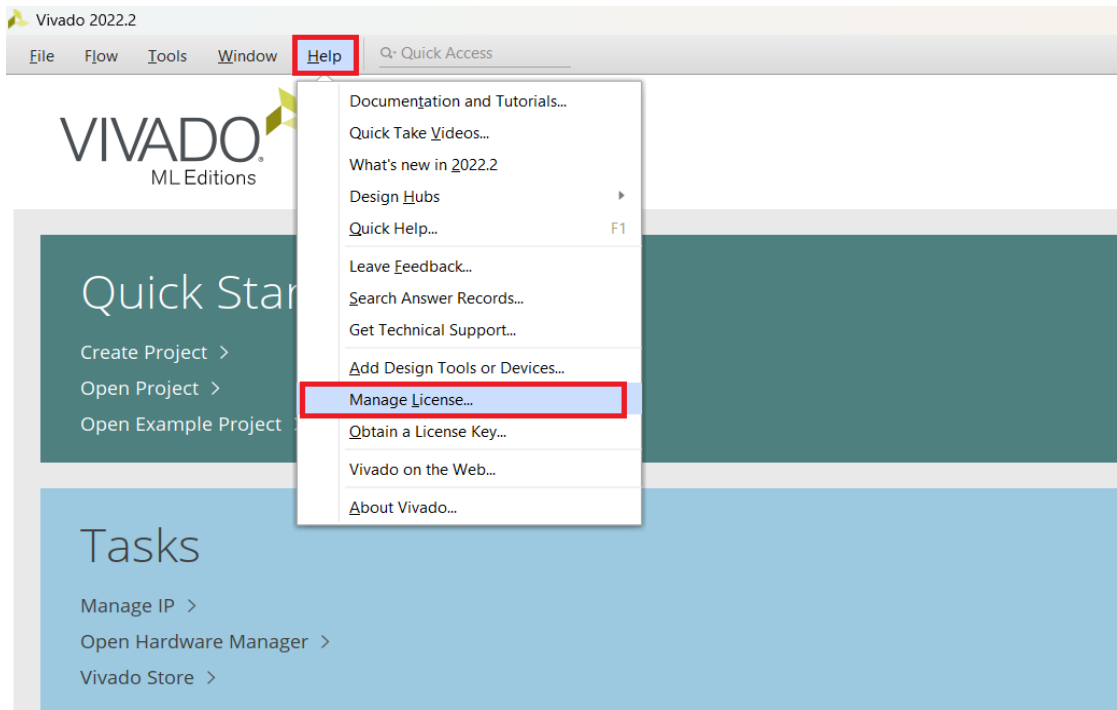 Vivado 2022.2
File Flow Tools Window Help Quick Access
VIVADO.
ML Editions
Documentation and Tutorials...
Quick Take Videos...
What's new in 2022.2
Design Hubs
Quick Help... F1
Leave Feedback...
Search Answer Records...
Get Technical Support...
Add Design Tools or Devices...
Manage License...
Obtain a License Key...
Vivado on the Web...
About Vivado...
Quick Star
Create Project >
Open Project >
Open Example Project
Tasks
Manage IP >
Open Hardware Manager >
Vivado Store >